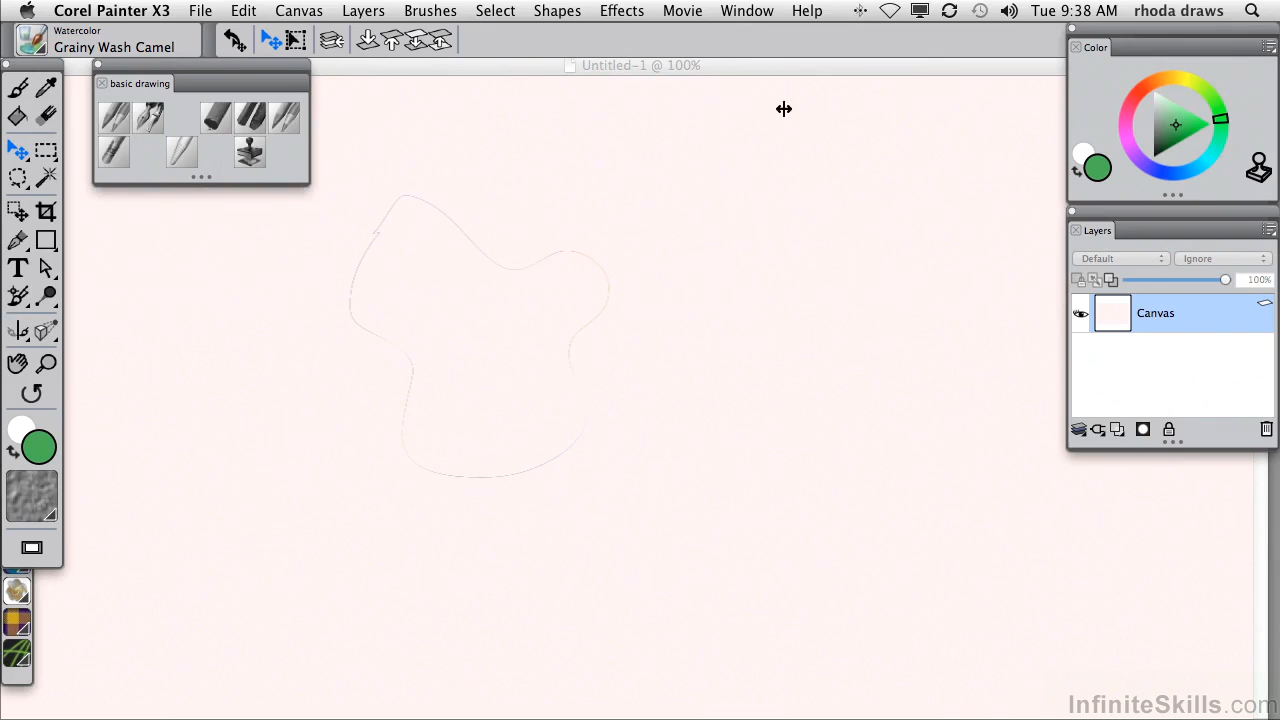 Corel Painter X3 File Edit Canvas Layers Brushes Select Shapes Effects Movie Window Help Tue 9:38 AM rhoda draws
Watercolor
Grainy Wash Camel
Untitled-1 @ 100%
basic drawing
Color
Layers
Default Ignore
100%
Canvas
T
InfiniteSkills.com